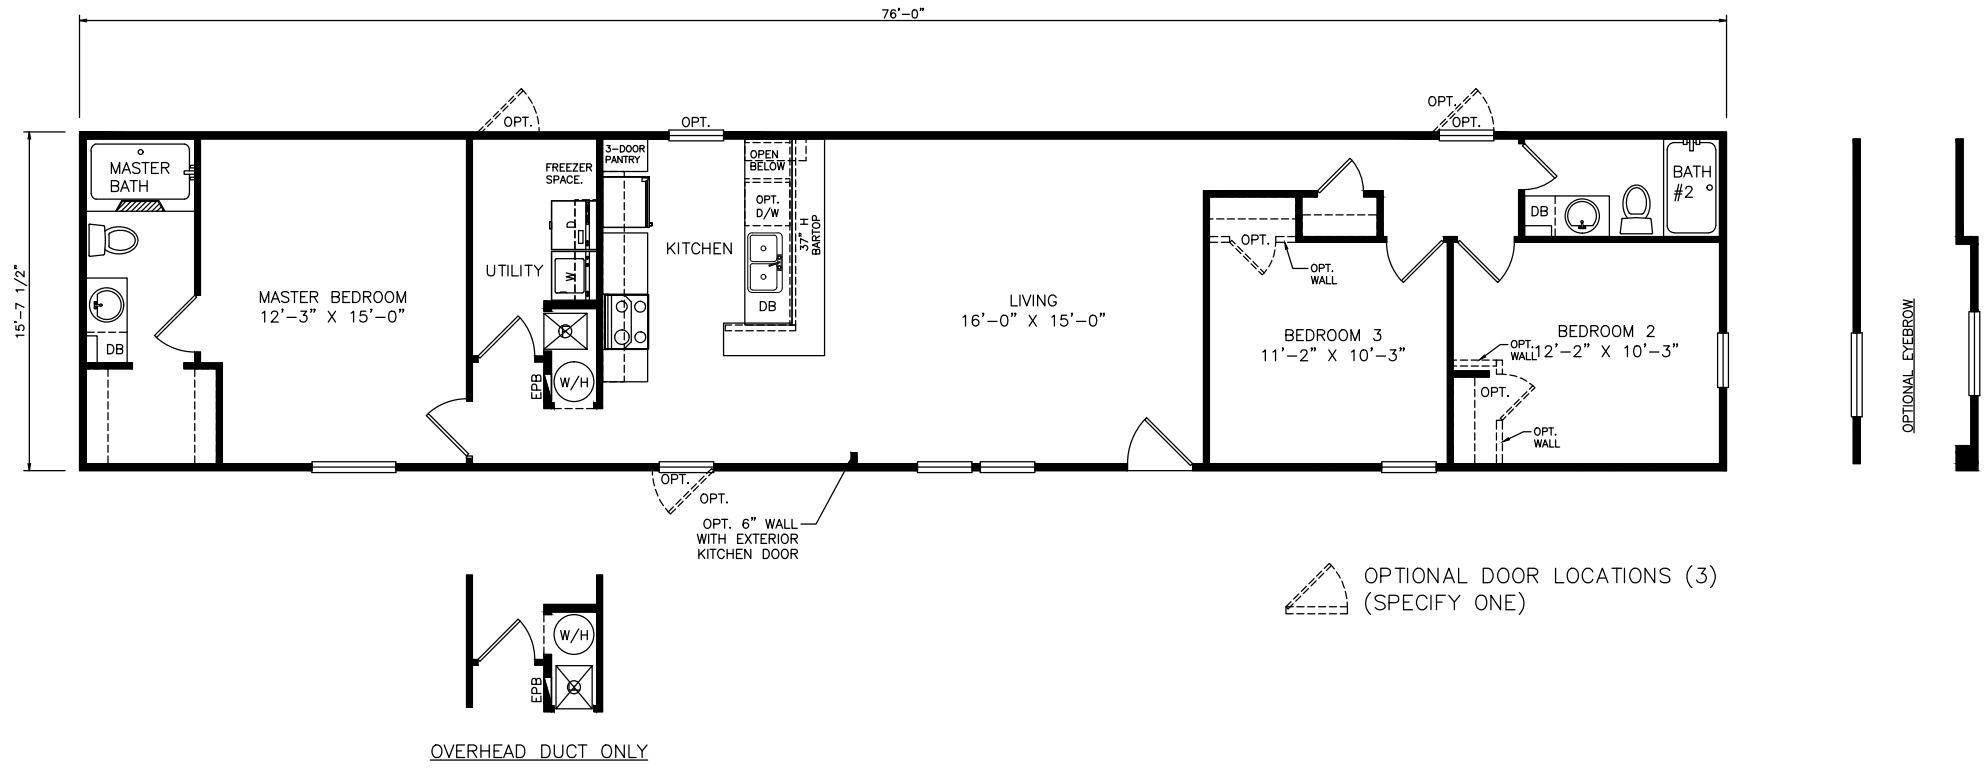 76'-0"
15'-7 1/2"
OPT.
OPT.
OPT.
OPT.
MASTER
BATH
DB
MASTER BEDROOM
12'-3" X 15'-0"
FREEZER
SPACE.
D
W
UTILITY
EPB
W/H
3-DOOR
PANTRY
KITCHEN
OPEN
BELOW
OPT.
D/W
DB
37" H
BARTOP
LIVING
16'-0" X 15'-0"
OPT.
OPT.
WALL
BEDROOM 3
11'-2" X 10'-3"
DB
BATH
#2
BEDROOM 2
12'-2" X 10'-3"
OPT.
WALL
OPT.
OPT.
WALL
OPT.
OPT.
OPT. 6" WALL
WITH EXTERIOR
KITCHEN DOOR
OPTIONAL EYEBROW
OPTIONAL DOOR LOCATIONS (3)
(SPECIFY ONE)
W/H
EPB
OVERHEAD DUCT ONLY